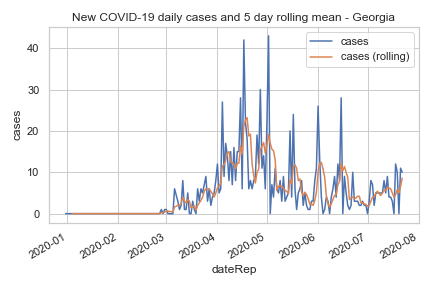 New COVID-19 daily cases and 5 day rolling mean - Georgia
cases
cases (rolling)
40
30
20
10
0
cases
2020-01
2020-02
2020-03
2020-04
2020-05
2020-06
2020-07
2020-08
dateRep